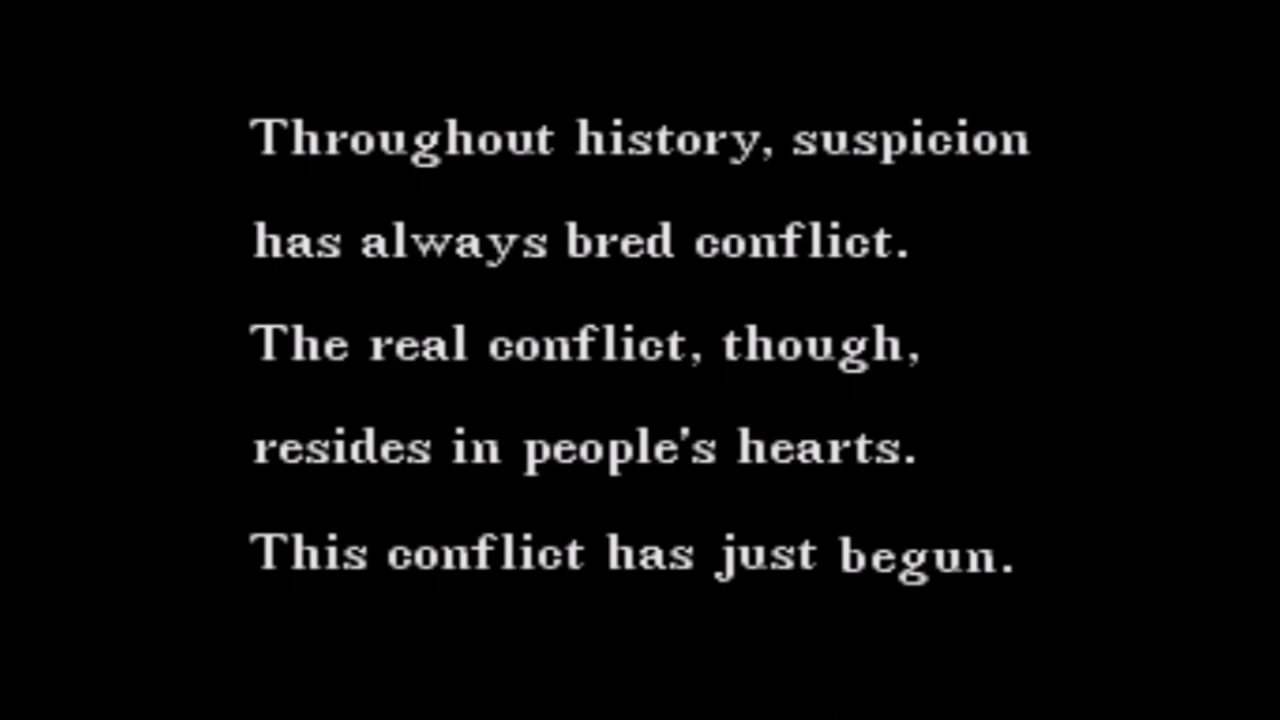 Throughout history, suspicion
has always bred conflict.
The real conflict, though,
resides in people's hearts.
This conflict has just begun.